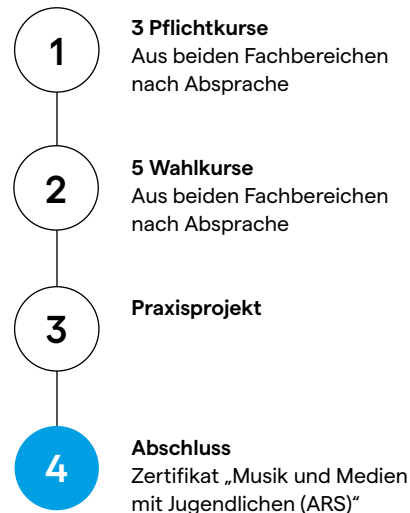 1
3 Pflichtkurse
Aus beiden Fachbereichen
nach Absprache
2
5 Wahlkurse
Aus beiden Fachbereichen
nach Absprache
3
Praxisprojekt
4
Abschluss
Zertifikat „Musik und Medien
mit Jugendlichen (ARS)“